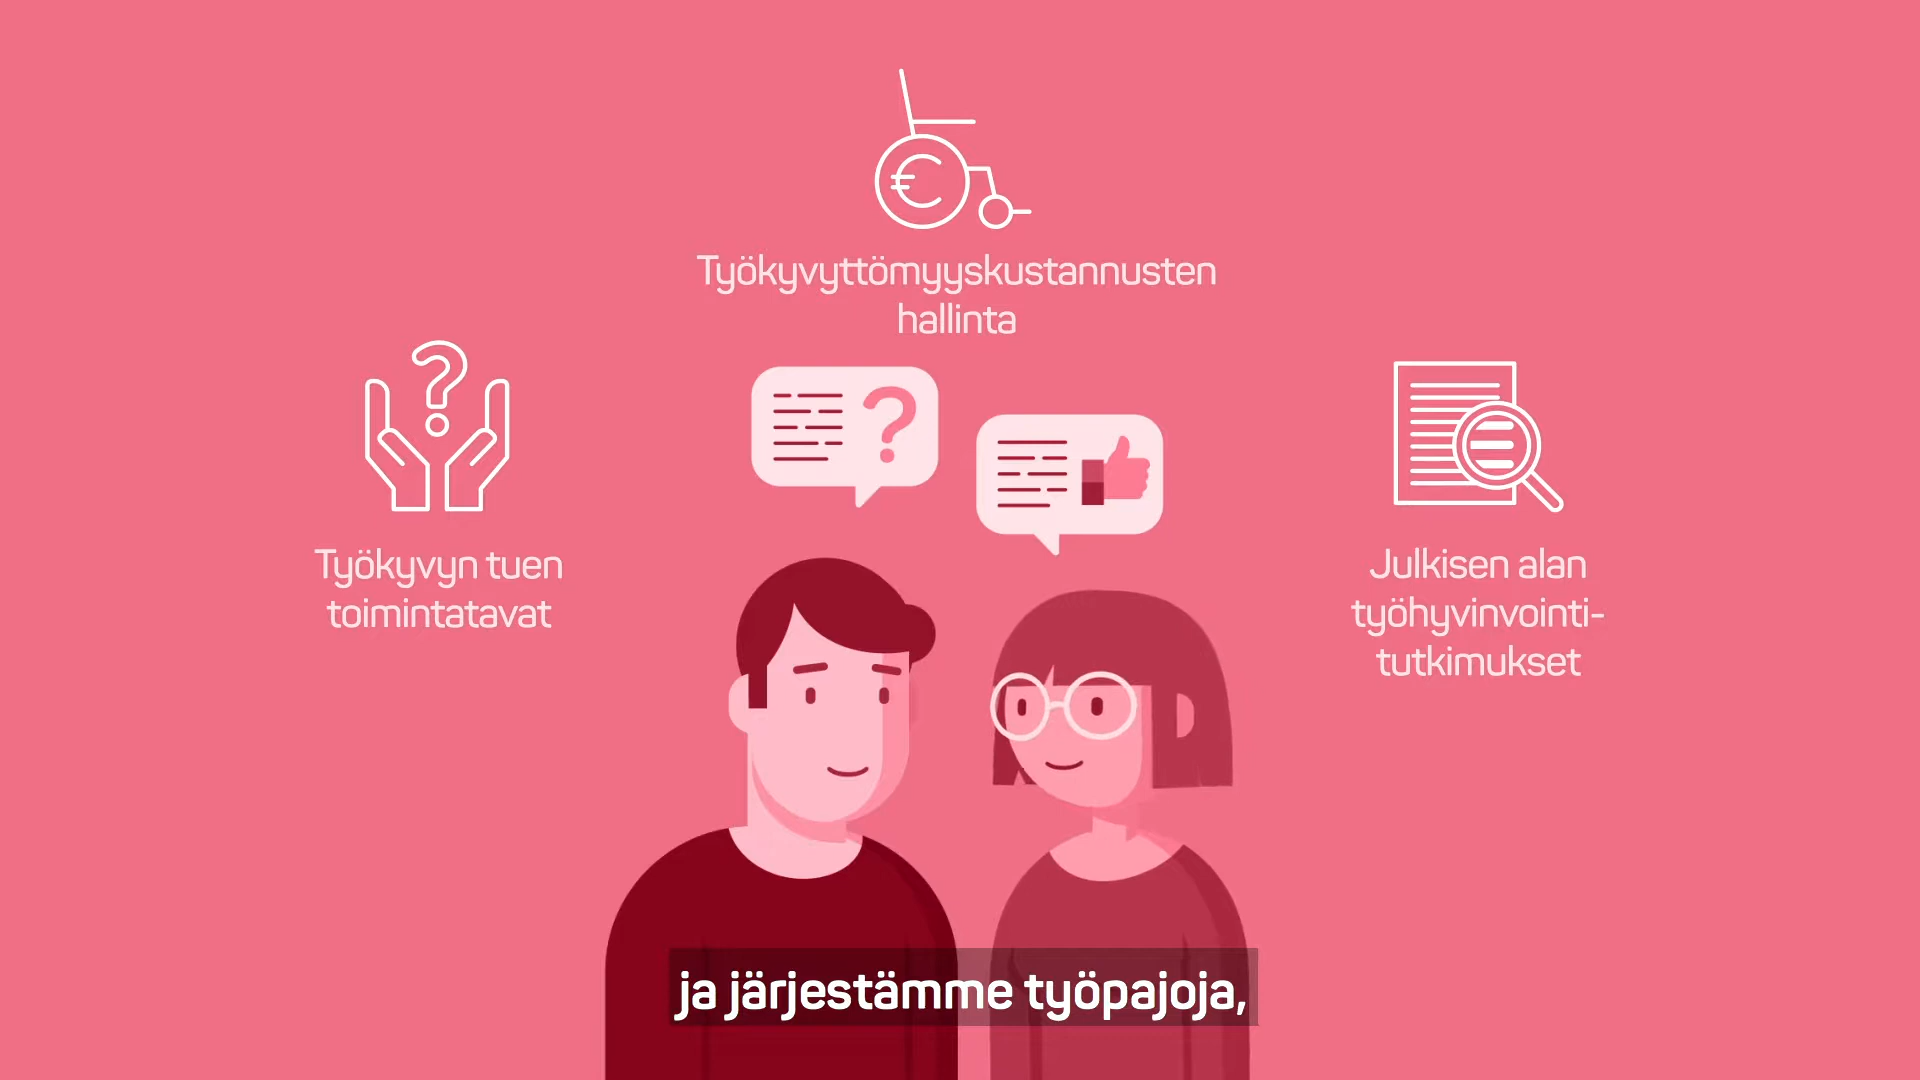 Työkyvyttömyyskustannusten
hallinta
€
?
?
Työkyvyn tuen
toimintatavat
Julkisen alan
työhyvinvointi-
tutkimukset
ja järjestämme työpajoja,